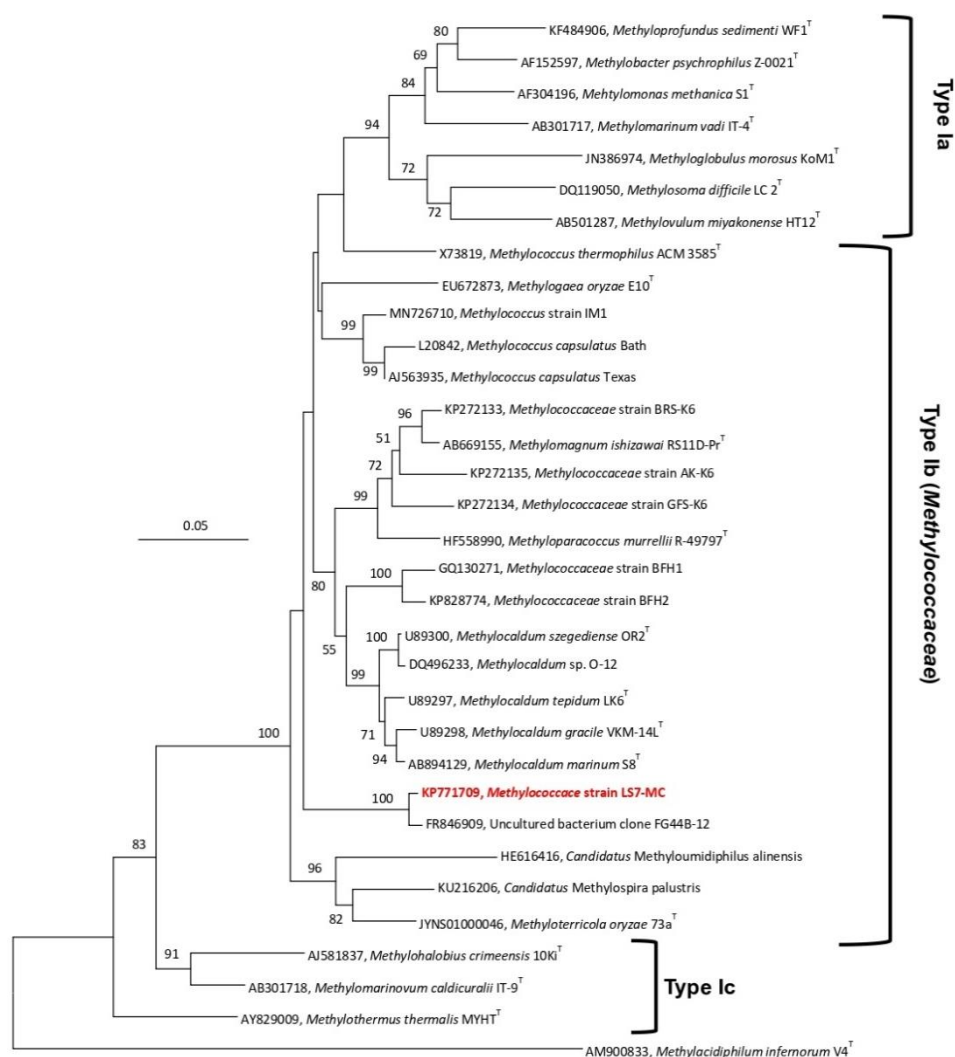 80
KF484906, Methyloprofundus sedimenti WF1T
69
AF152597, Methylobacter psychrophilus Z-0021T
84
AF304196, Mehtylomonas methanica S1T
94
AB301717, Methylomarinum vadi IT-4T
Type Ia
JN386974, Methyloglobulus morosus KoM1T
72
DQ119050, Methylosoma difficile LC 2T
72
AB501287, Methylovulum miyakonense HT12T
X73819, Methylococcus thermophilus ACM 3585T
EU672873, Methylogaea oryzae E10T
MN726710, Methylococcus strain IM1
99
L20842, Methylococcus capsulatus Bath
99
AJ563935, Methylococcus capsulatus Texas
96
KP272133, Methylococcaceae strain BRS-K6
51
AB669155, Methylomagnum ishizawai RS11D-PrT
72
KP272135, Methylococcaceae strain AK-K6
99
KP272134, Methylococcaceae strain GFS-K6
0.05
HF558990, Methyloparacoccus murrellii R-49797T
Type Ib (Methylococcaceae)
100
GQ130271, Methylococcaceae strain BFH1
80
KP828774, Methylococcaceae strain BFH2
100
U89300, Methylocaldum szegediense OR2T
55
DQ496233, Methylocaldum sp. O-12
99
U89297, Methylocaldum tepidum LK6T
71
U89298, Methylocaldum gracile VKM-14LT
94
AB894129, Methylocaldum marinum S8T
100
100
KP771709, Methylococcace strain LS7-MC
FR846909, Uncultured bacterium clone FG44B-12
83
HE616416, Candidatus Methyloumidiphilus alinensis
96
KU216206, Candidatus Methylospira palustris
82
JYNS01000046, Methyloterricola oryzae 73aT
91
AJ581837, Methylohalobius crimeensis 10KiT
AB301718, Methylomarinovum caldicuralii IT-9T
Type Ic
AY829009, Methylothermus thermalis MYHTT
AM900833, Methylacidiphilum infernorum V4T